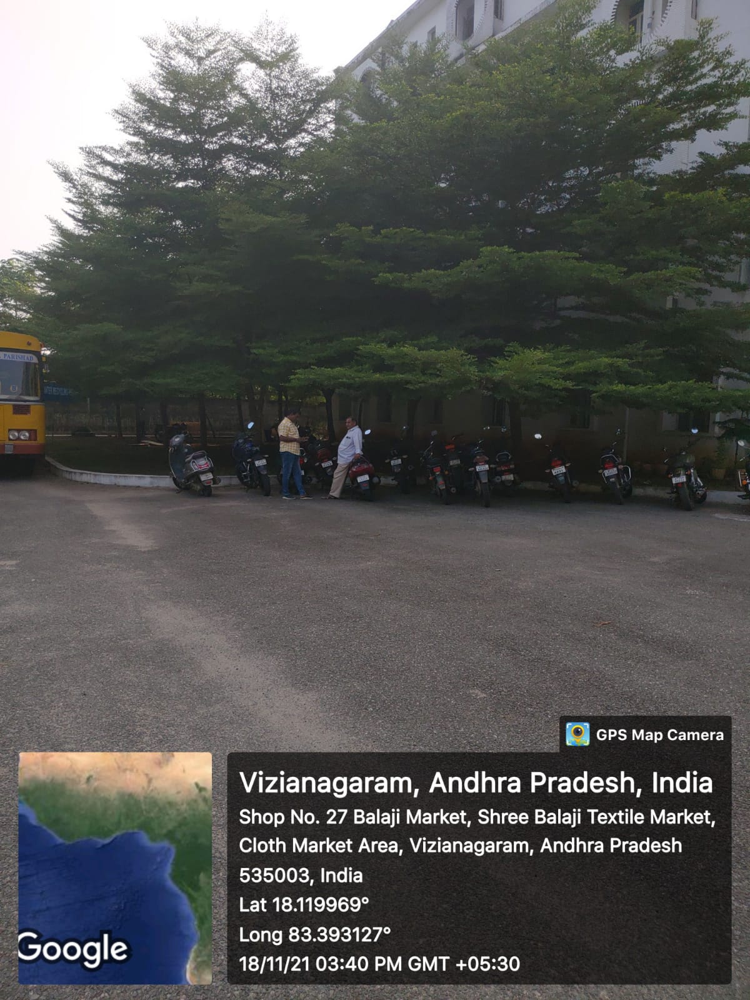 PARISHAD
GPS Map Camera
Vizianagaram, Andhra Pradesh, India
Shop No. 27 Balaji Market, Shree Balaji Textile Market,
Cloth Market Area, Vizianagaram, Andhra Pradesh
535003, India
Lat 18.119969°
Long 83.393127°
18/11/21 03:40 PM GMT +05:30
Google